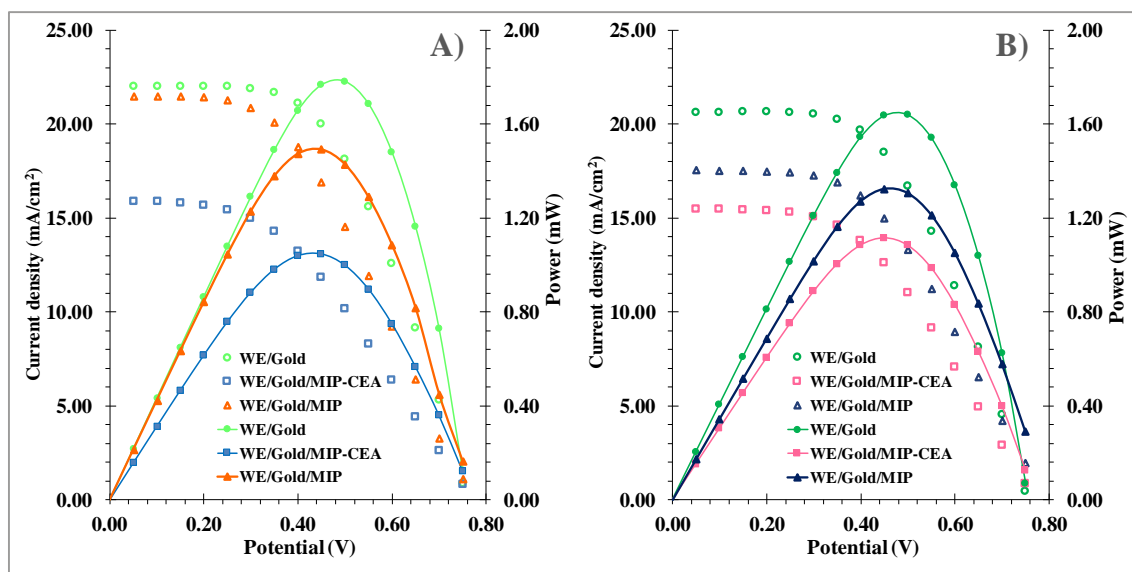 A)
25.00
20.00
15.00
10.00
5.00
0.00
Current density (mA/cm²)
2.00
1.60
1.20
0.80
0.40
0.00
Power (mW)
WE/Gold
WE/Gold/MIP-CEA
WE/Gold/MIP
WE/Gold
WE/Gold/MIP-CEA
WE/Gold/MIP
0.00 0.20 0.40 0.60 0.80
Potential (V)
B)
25.00
20.00
15.00
10.00
5.00
0.00
Current density (mA/cm²)
2.00
1.60
1.20
0.80
0.40
0.00
Power (mW)
WE/Gold
WE/Gold/MIP-CEA
WE/Gold/MIP
WE/Gold
WE/Gold/MIP-CEA
WE/Gold/MIP
0.00 0.20 0.40 0.60 0.80
Potential (V)